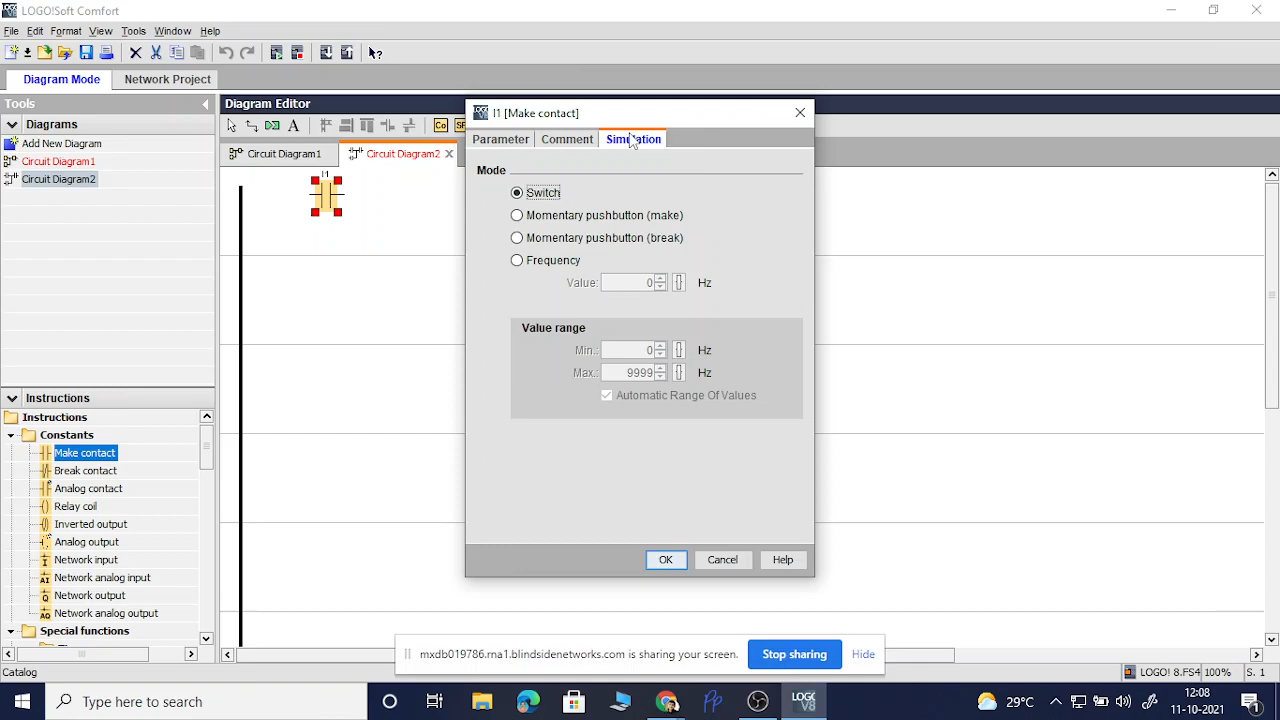 LOGO!Soft Comfort
File Edit Format View Tools Window Help
Diagram Mode Network Project
Tools
Diagrams
Add New Diagram
Circuit Diagram1
Circuit Diagram2
Instructions
Instructions
Constants
Make contact
Break contact
Analog contact
Relay coil
Inverted output
Analog output
Network input
Network analog input
Network output
Network analog output
Special functions
Diagram Editor
A Co
Circuit Diagram1 Circuit Diagram2
I1
I1 [Make contact]
Parameter Comment Simulation
Mode
Switch
Momentary pushbutton (make)
Momentary pushbutton (break)
Frequency
Value: 0 Hz
Value range
Min.: 0 Hz
Max.: 9999 Hz
Automatic Range Of Values
OK Cancel Help
mxdb019786.rna1.blindsidenetworks.com is sharing your screen. Stop sharing Hide
Catalog LOGO! 8.FS4 100% S. 1
Type here to search
29°C
12:08
11-10-2021